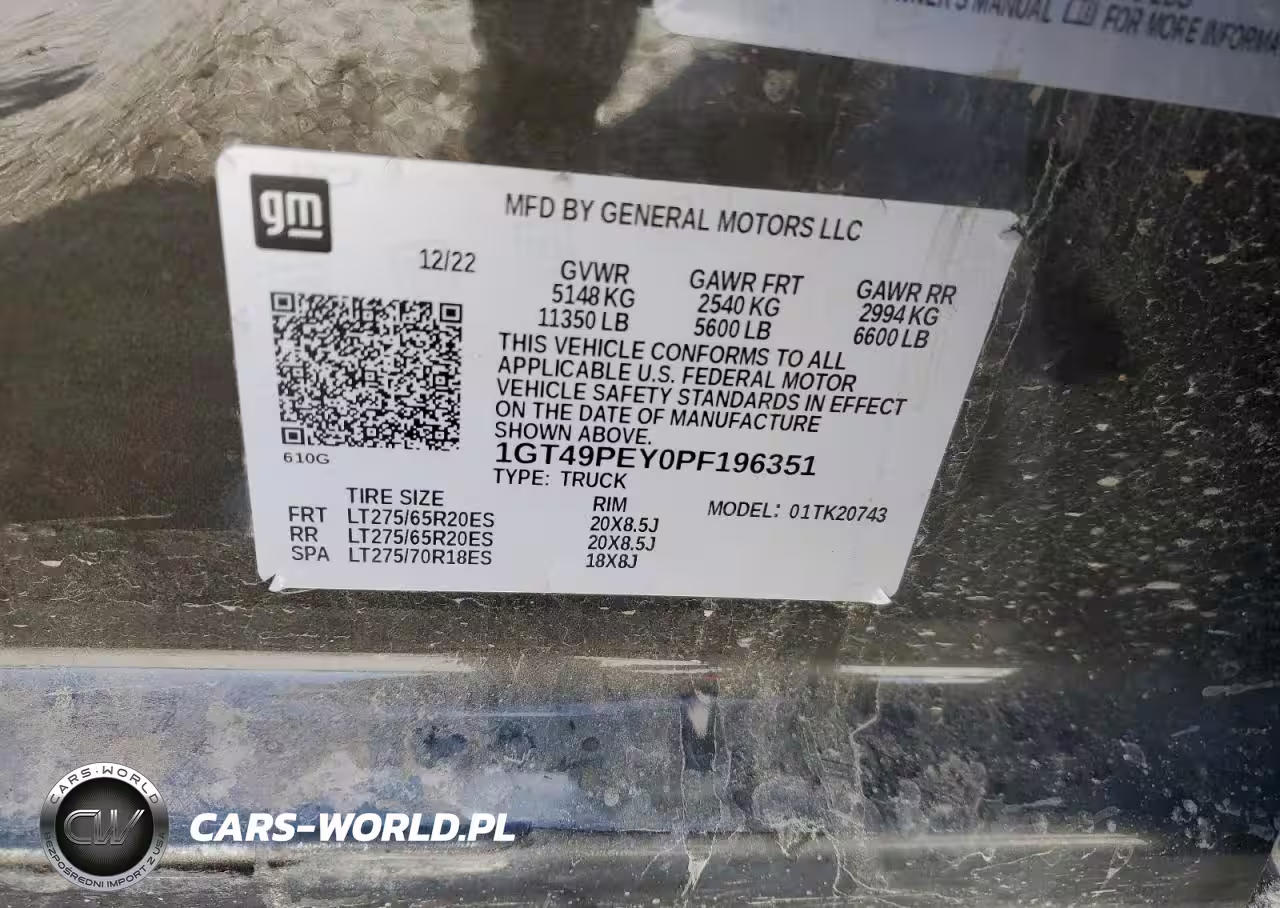 OWNER'S MANUAL FOR MORE INFORMA
gm
MFD BY GENERAL MOTORS LLC
12/22
GVWR GAWR FRT GAWR RR
5148 KG 2540 KG 2994 KG
11350 LB 5600 LB 6600 LB
THIS VEHICLE CONFORMS TO ALL
APPLICABLE U.S. FEDERAL MOTOR
VEHICLE SAFETY STANDARDS IN EFFECT
ON THE DATE OF MANUFACTURE
SHOWN ABOVE.
610G
1GT49PEY0PF196351
TYPE: TRUCK
TIRE SIZE RIM MODEL: 01TK20743
FRT LT275/65R20ES 20X8.5J
RR LT275/65R20ES 20X8.5J
SPA LT275/70R18ES 18X8J
CARS-WORLD
CW
BEZPOŚREDNI IMPORT Z USA
CARS-WORLD.PL